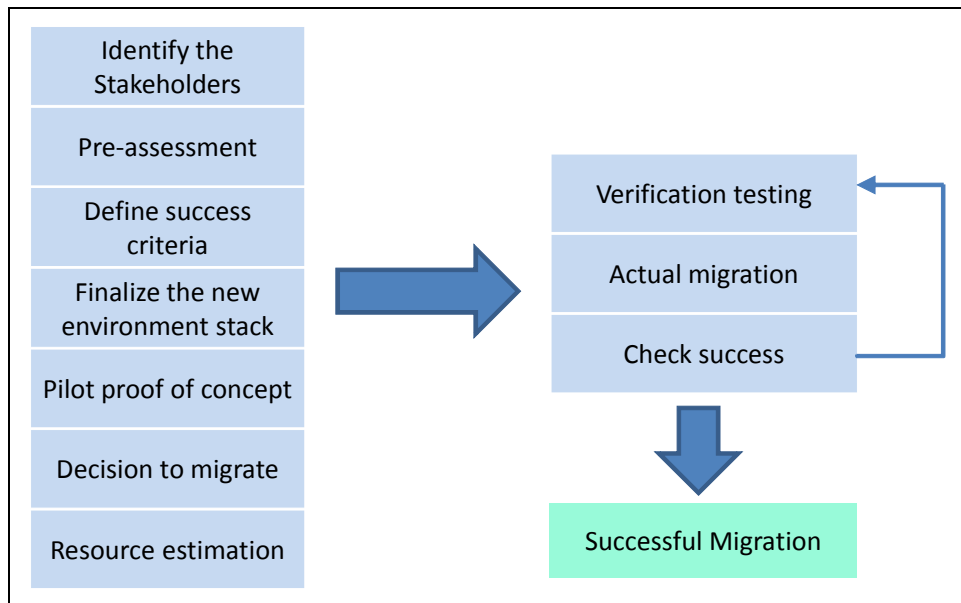 Identify the
Stakeholders
Pre-assessment
Define success
criteria
Finalize the new
environment stack
Pilot proof of concept
Decision to migrate
Resource estimation
Verification testing
Actual migration
Check success
Successful Migration